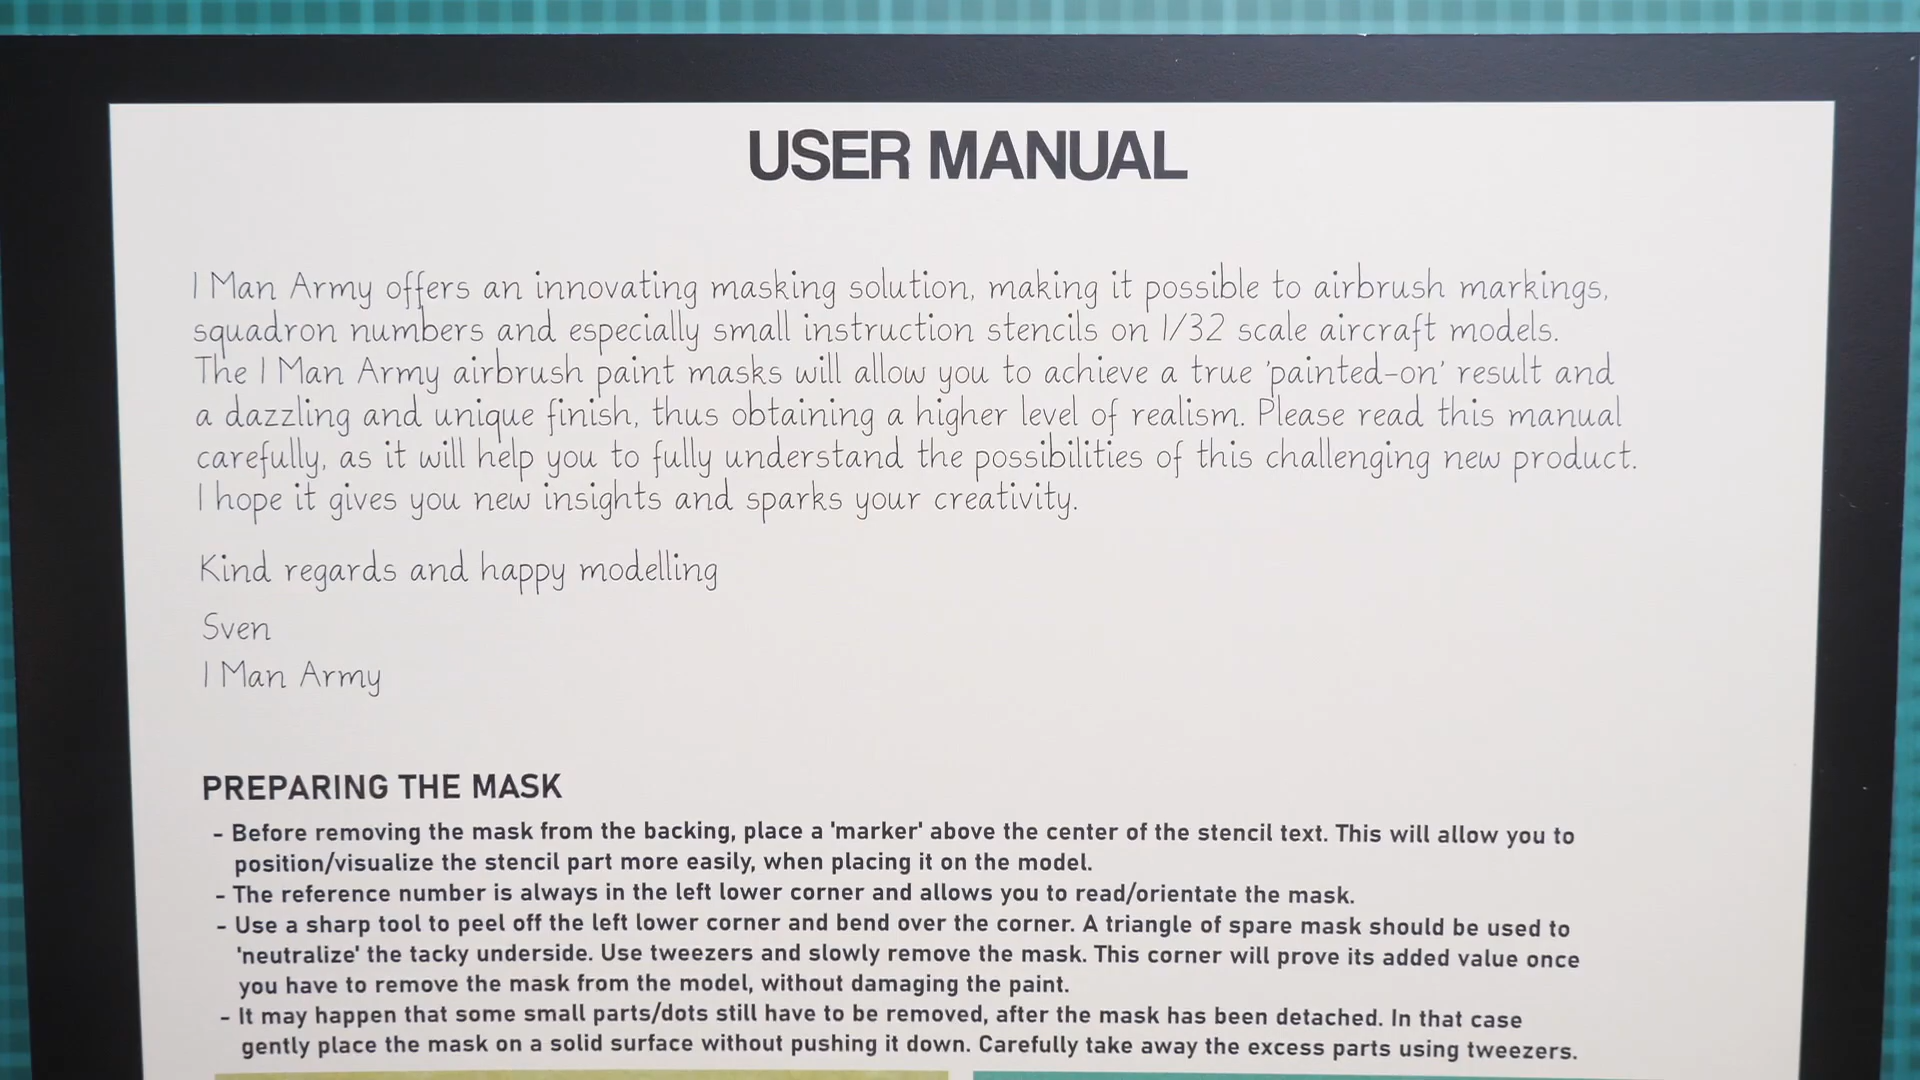 USER MANUAL
1 Man Army offers an innovating masking solution, making it possible to airbrush markings,
squadron numbers and especially small instruction stencils on 1/32 scale aircraft models.
The 1 Man Army airbrush paint masks will allow you to achieve a true 'painted-on' result and
a dazzling and unique finish, thus obtaining a higher level of realism. Please read this manual
carefully, as it will help you to fully understand the possibilities of this challenging new product.
I hope it gives you new insights and sparks your creativity.
Kind regards and happy modelling
Sven
1 Man Army
PREPARING THE MASK
- Before removing the mask from the backing, place a 'marker' above the center of the stencil text. This will allow you to
position/visualize the stencil part more easily, when placing it on the model.
- The reference number is always in the left lower corner and allows you to read/orientate the mask.
- Use a sharp tool to peel off the left lower corner and bend over the corner. A triangle of spare mask should be used to
'neutralize' the tacky underside. Use tweezers and slowly remove the mask. This corner will prove its added value once
you have to remove the mask from the model, without damaging the paint.
- It may happen that some small parts/dots still have to be removed, after the mask has been detached. In that case
gently place the mask on a solid surface without pushing it down. Carefully take away the excess parts using tweezers.